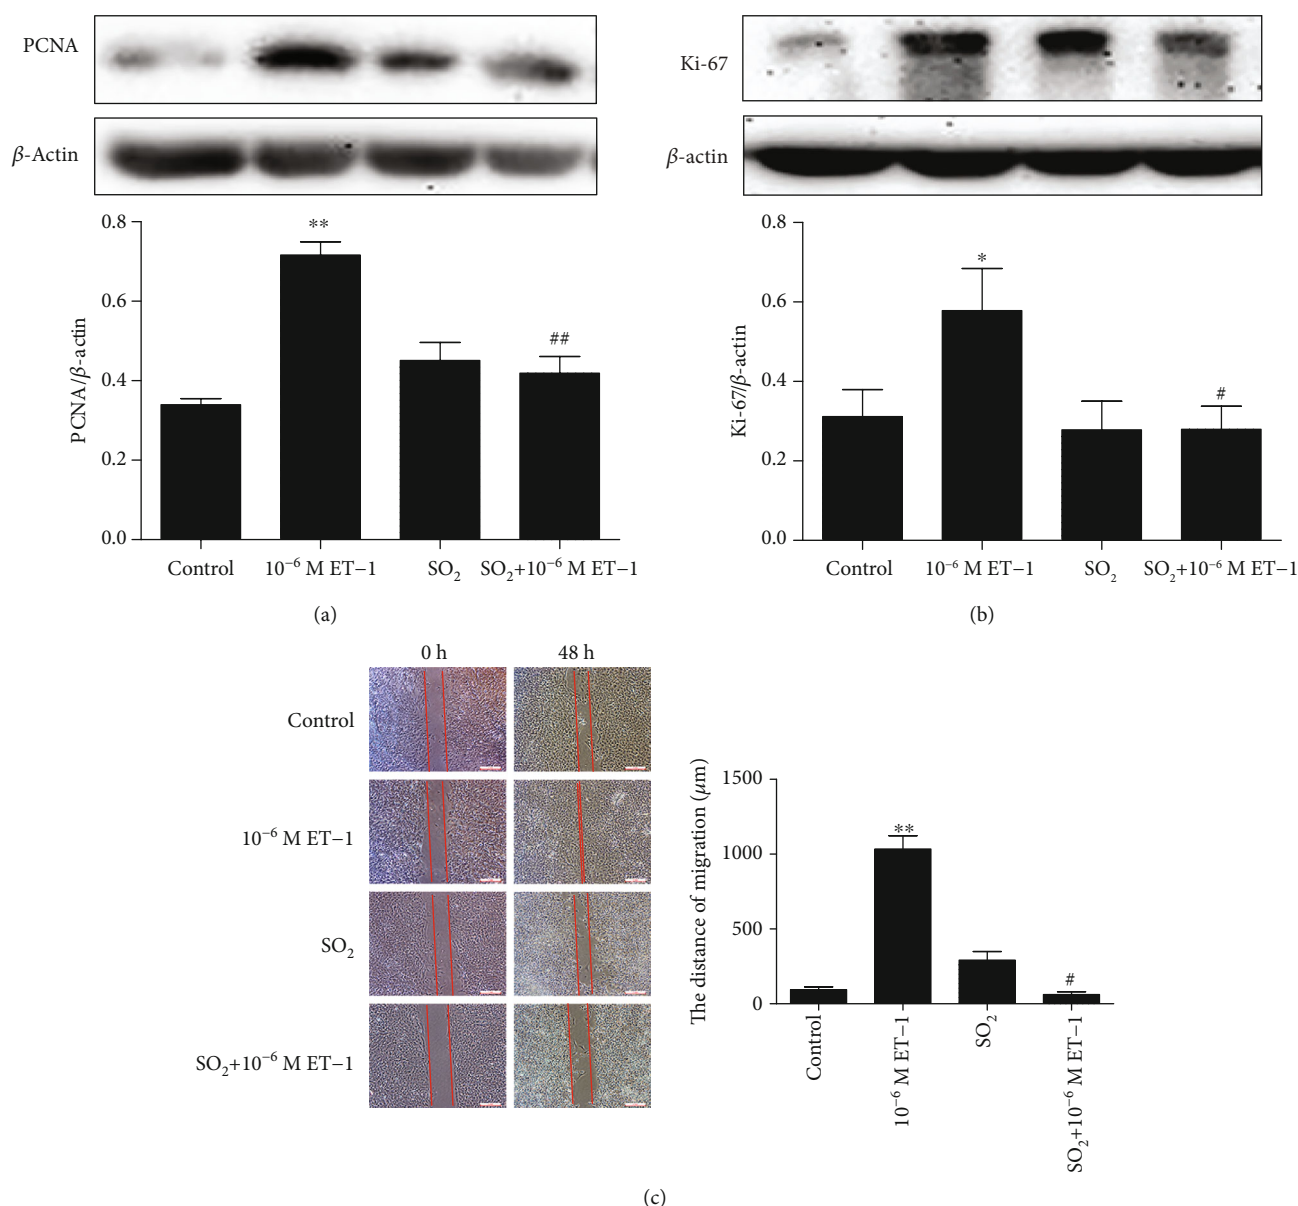 PCNA
β-Actin
0.8
0.6
0.4
0.2
0.0
PCNA/β-actin
**
##
Control
10⁻⁶ M ET−1
SO₂
SO₂+10⁻⁶ M ET−1
(a)
Ki-67
β-actin
0.8
0.6
0.4
0.2
0.0
Ki-67/β-actin
*
#
Control
10⁻⁶ M ET−1
SO₂
SO₂+10⁻⁶ M ET−1
(b)
0 h
48 h
Control
10⁻⁶ M ET−1
SO₂
SO₂+10⁻⁶ M ET−1
The distance of migration (μm)
1500
1000
500
0
**
#
Control
10⁻⁶ M ET−1
SO₂
SO₂+10⁻⁶ M ET−1
(c)